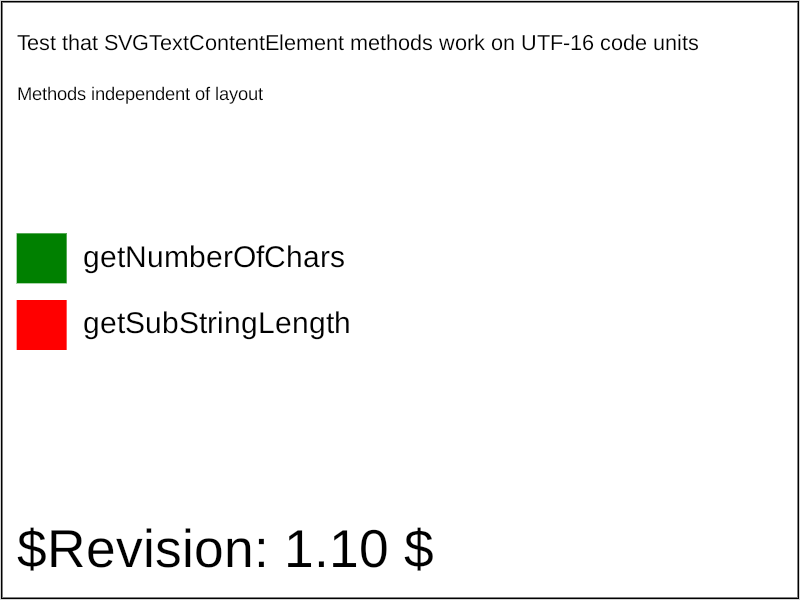 Test that SVGTextContentElement methods work on UTF-16 code units
Methods independent of layout
getNumberOfChars
getSubStringLength
$Revision: 1.10 $